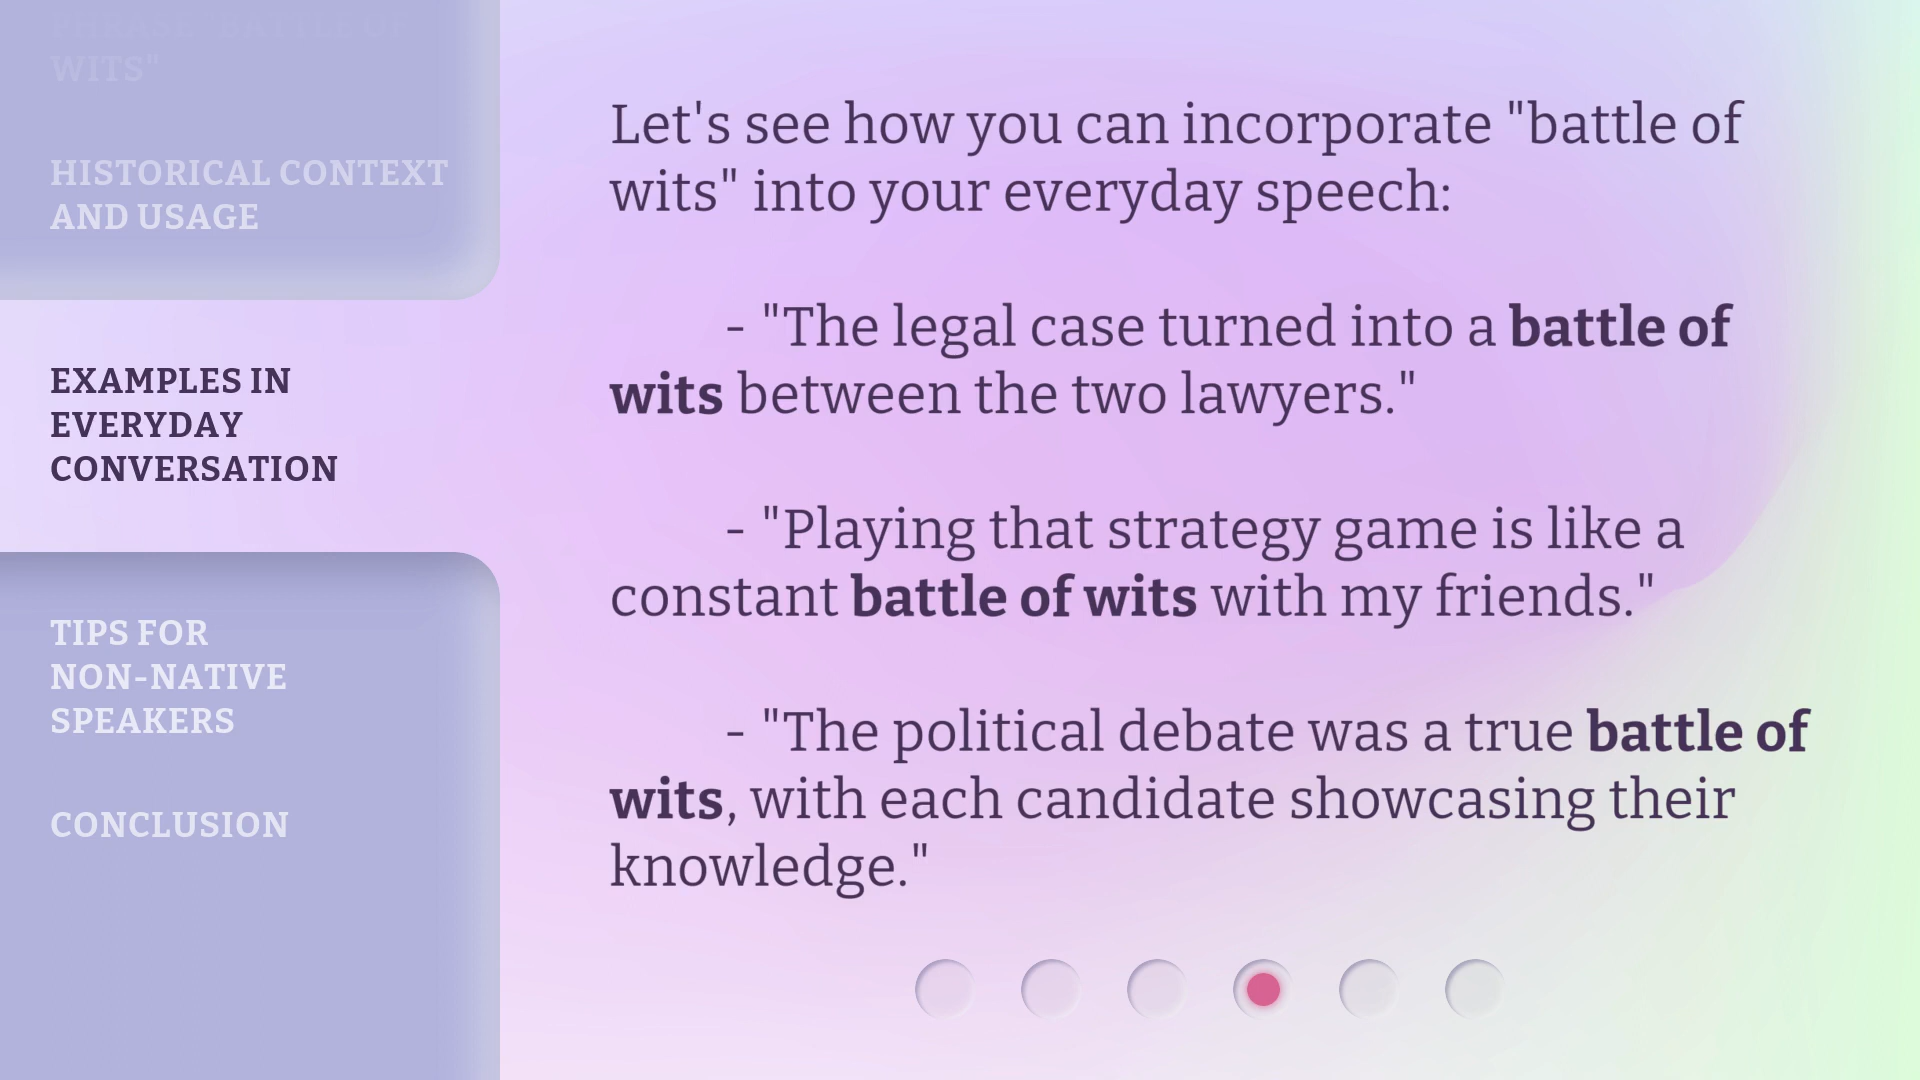 PHRASE "BATTLE OF
WITS"
HISTORICAL CONTEXT
AND USAGE
EXAMPLES IN
EVERYDAY
CONVERSATION
TIPS FOR
NON-NATIVE
SPEAKERS
CONCLUSION
Let's see how you can incorporate "battle of
wits" into your everyday speech:
- "The legal case turned into a battle of
wits between the two lawyers."
- "Playing that strategy game is like a
constant battle of wits with my friends."
- "The political debate was a true battle of
wits, with each candidate showcasing their
knowledge."